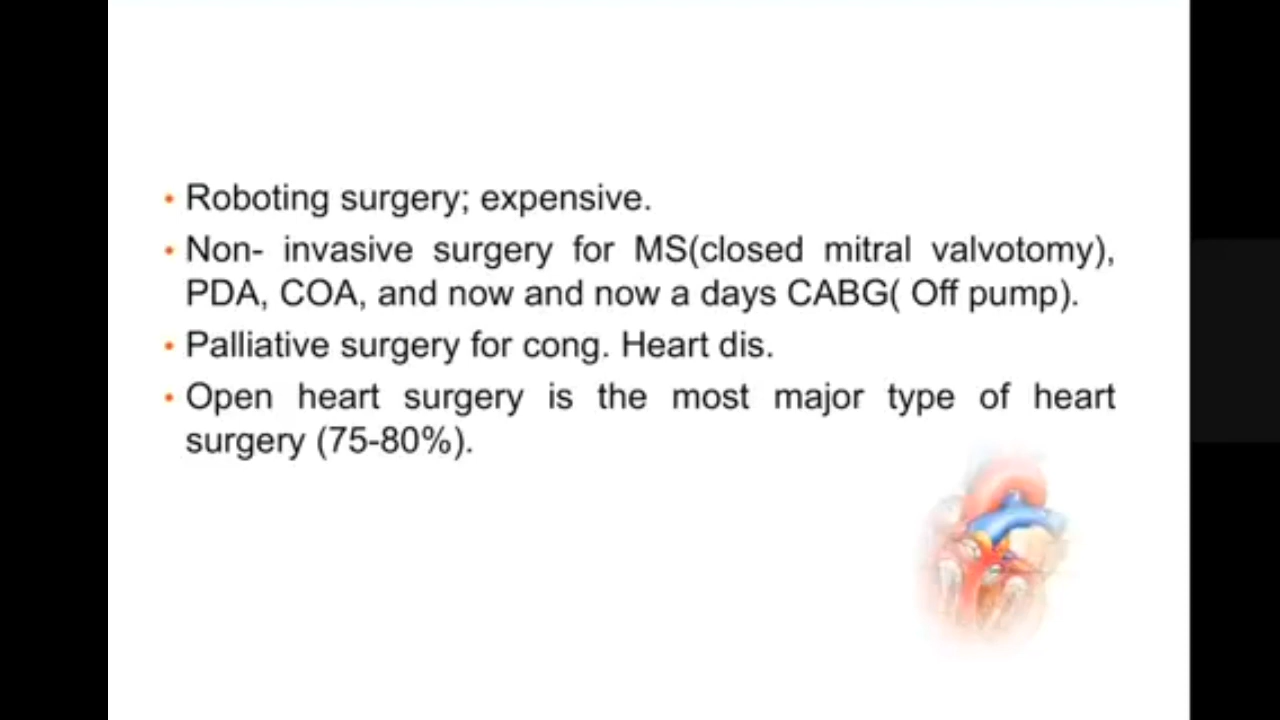 • Roboting surgery; expensive.
• Non- invasive surgery for MS(closed mitral valvotomy),
PDA, COA, and now and now a days CABG( Off pump).
• Palliative surgery for cong. Heart dis.
• Open heart surgery is the most major type of heart
surgery (75-80%).